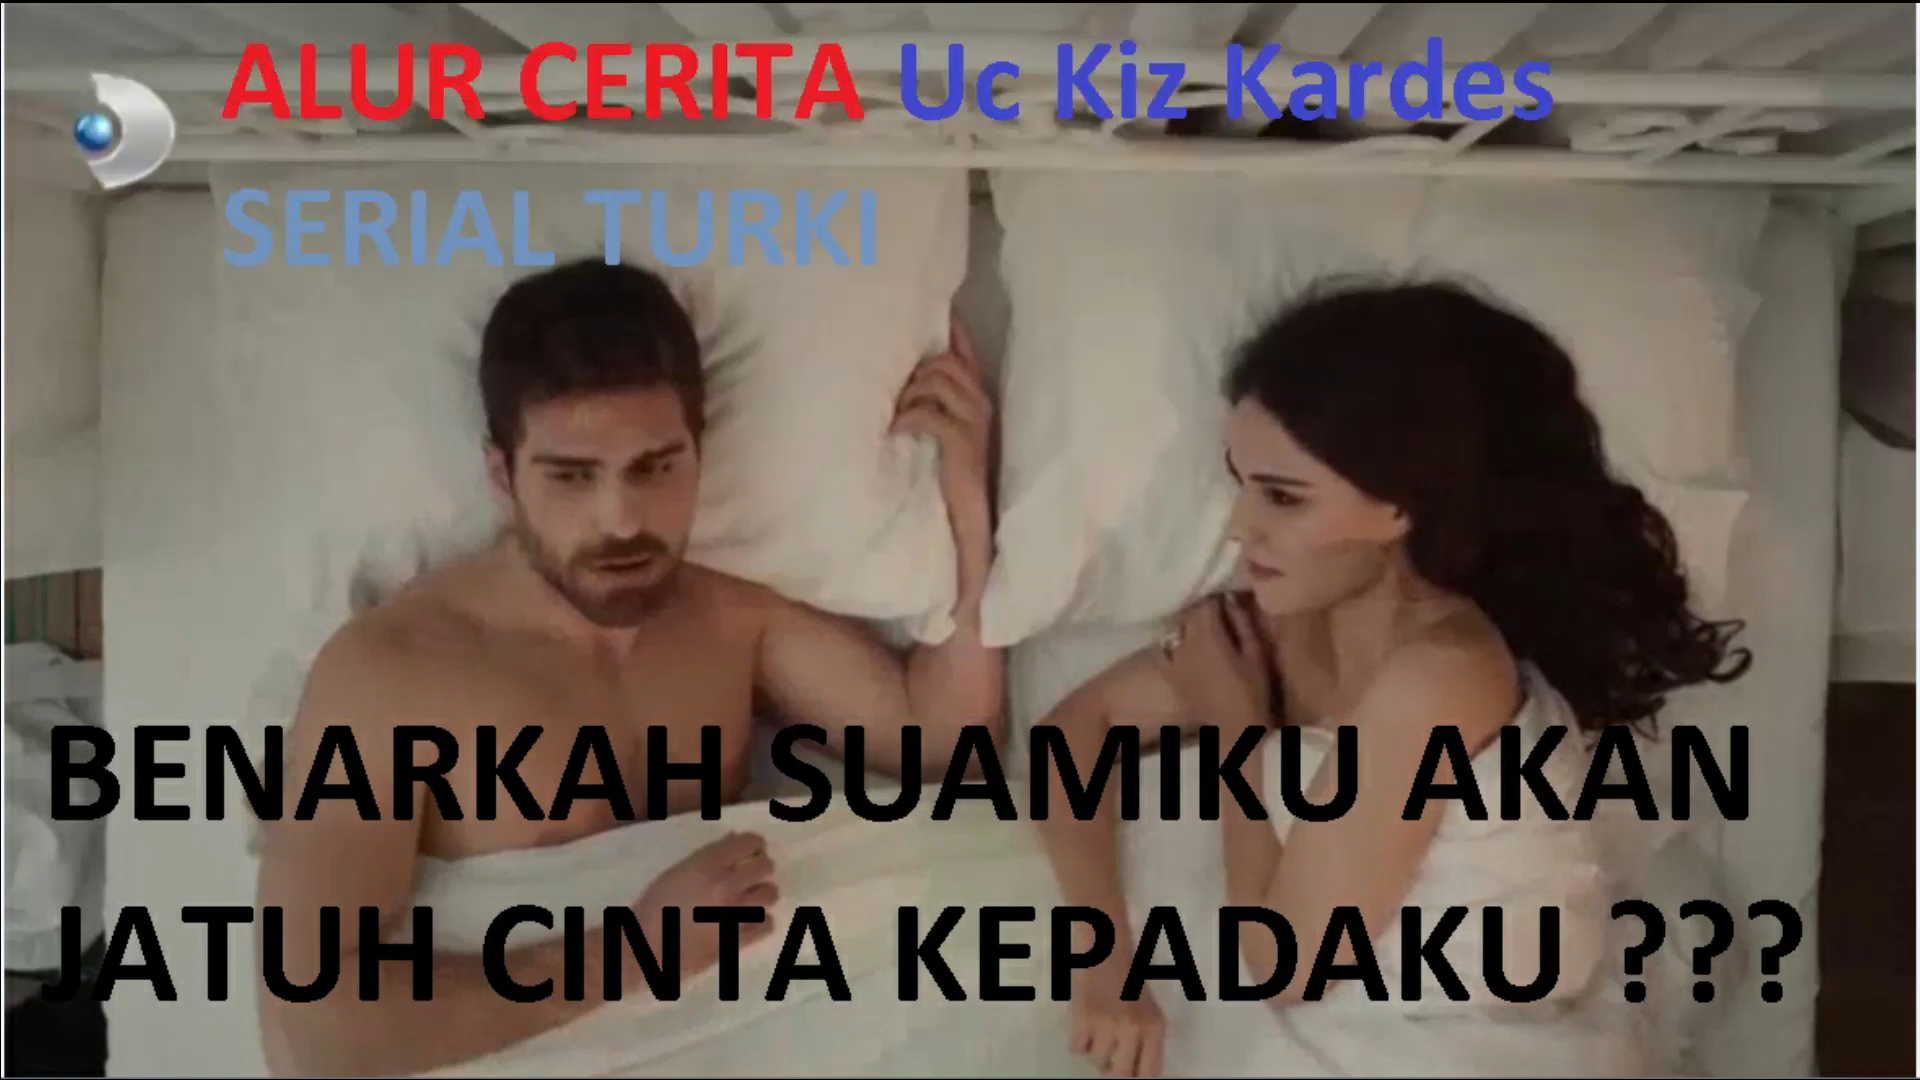 ALUR CERITA Uc Kiz Kardes
SERIAL TURKI
BENARKAH SUAMIKU AKAN
JATUH CINTA KEPADAKU ???